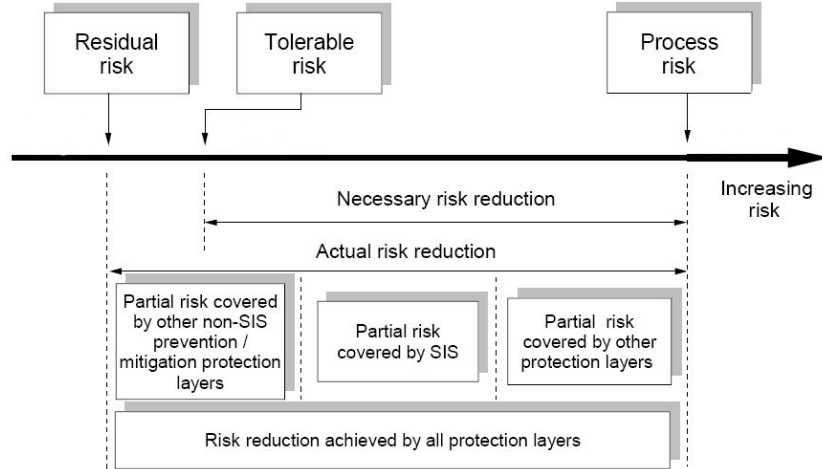 Residual
risk
Tolerable
risk
Process
risk
Increasing
risk
Necessary risk reduction
Actual risk reduction
Partial risk covered
by other non-SIS
prevention /
mitigation protection
layers
Partial risk
covered by SIS
Partial risk
covered by other
protection layers
Risk reduction achieved by all protection layers